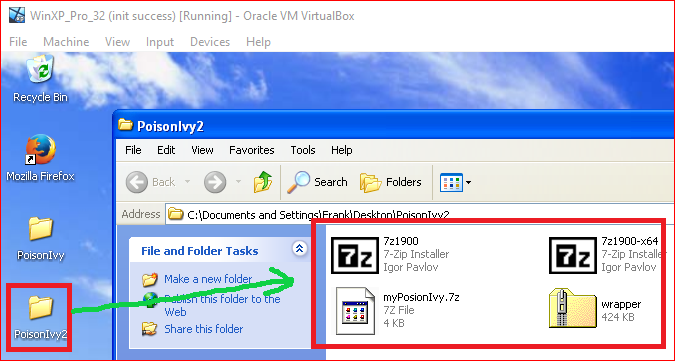 WinXP_Pro_32 (init success) [Running] - Oracle VM VirtualBox
File Machine View Input Devices Help
Recycle Bin
Mozilla Firefox
PoisonIvy
PoisonIvy2
PoisonIvy2
File Edit View Favorites Tools Help
Back Search Folders
Address C:\Documents and Settings\Frank\Desktop\PoisonIvy2
File and Folder Tasks
Make a new folder
Publish this folder to the
Web
Share this folder
7z
7z1900
7-Zip Installer
Igor Pavlov
7z
7z1900-x64
7-Zip Installer
Igor Pavlov
myPosionIvy.7z
7Z File
4 KB
wrapper
424 KB